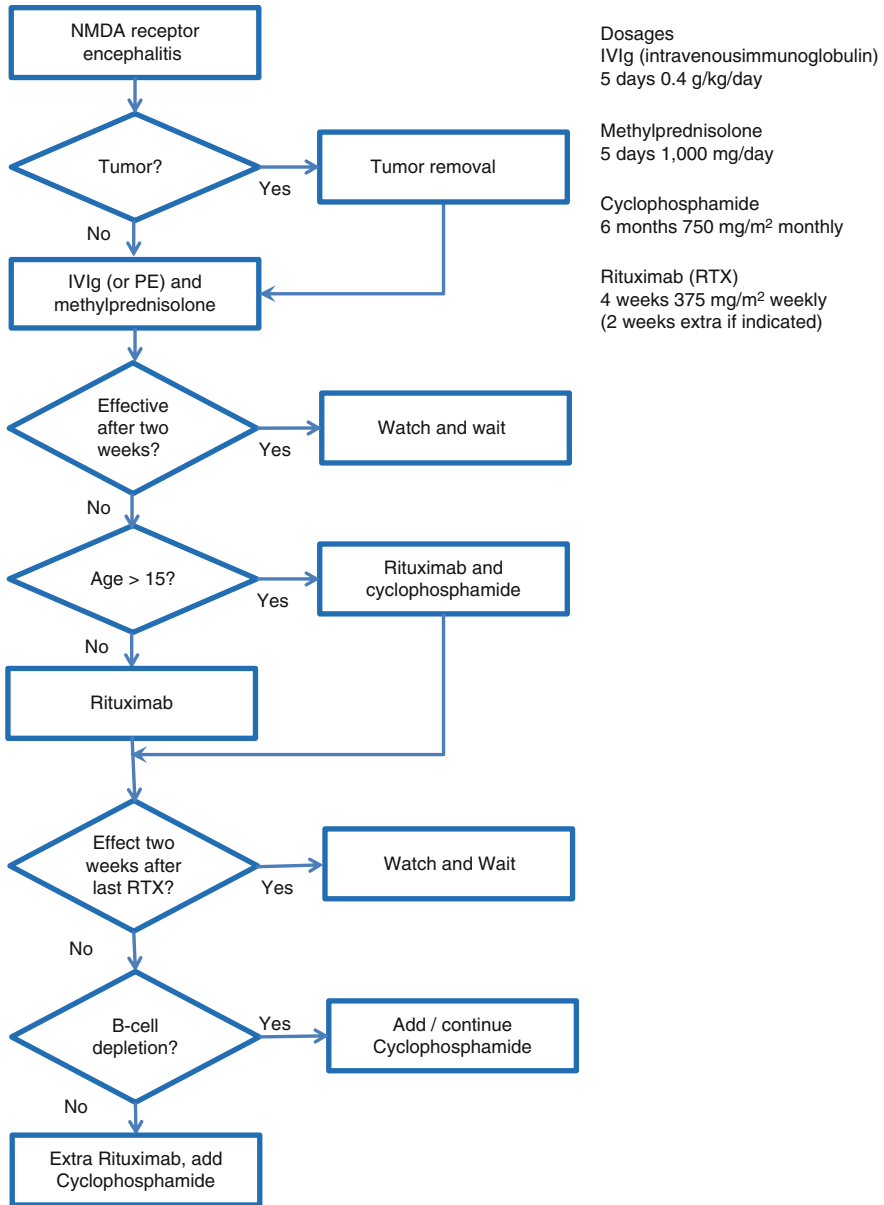 NMDA receptor
encephalitis
Tumor?
Yes
Tumor removal
No
IVIg (or PE) and
methylprednisolone
Effective
after two
weeks?
Yes
Watch and wait
No
Age > 15?
Yes
Rituximab and
cyclophosphamide
No
Rituximab
Effect two
weeks after
last RTX?
Yes
Watch and Wait
No
B-cell
depletion?
Yes
Add / continue
Cyclophosphamide
No
Extra Rituximab, add
Cyclophosphamide
Dosages
IVIg (intravenousimmunoglobulin)
5 days 0.4 g/kg/day
Methylprednisolone
5 days 1,000 mg/day
Cyclophosphamide
6 months 750 mg/m² monthly
Rituximab (RTX)
4 weeks 375 mg/m² weekly
(2 weeks extra if indicated)